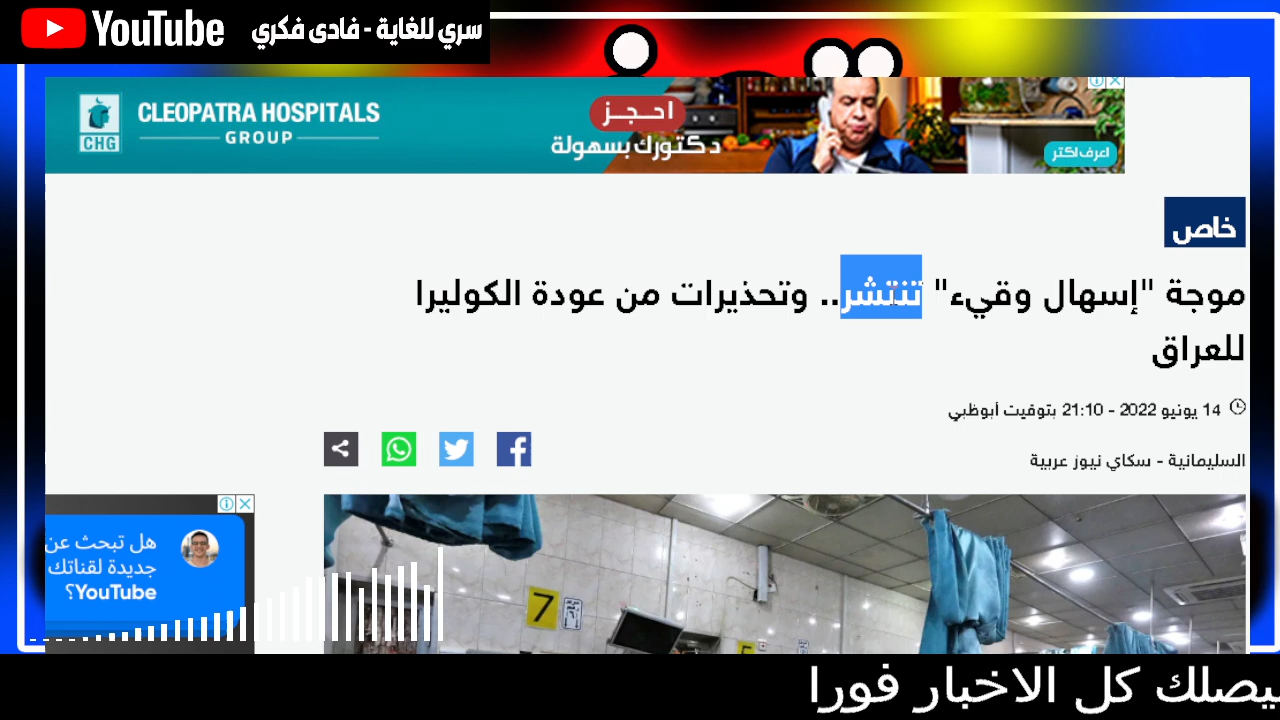 YouTube سري للغاية - فادى فكري
CLEOPATRA HOSPITALS
GROUP
CHG
احجز
دكتورك بسهولة
اعرف اكتر
خاص
موجة "إسهال وقيء" تنتشر.. وتحذيرات من عودة الكوليرا
للعراق
14 يونيو 2022 - 21:10 بتوقيت أبوظبي
السليمانية - سكاي نيوز عربية
هل تبحث عن
جديدة لقناتك
YouTube؟
7
يصلك كل الاخبار فورا